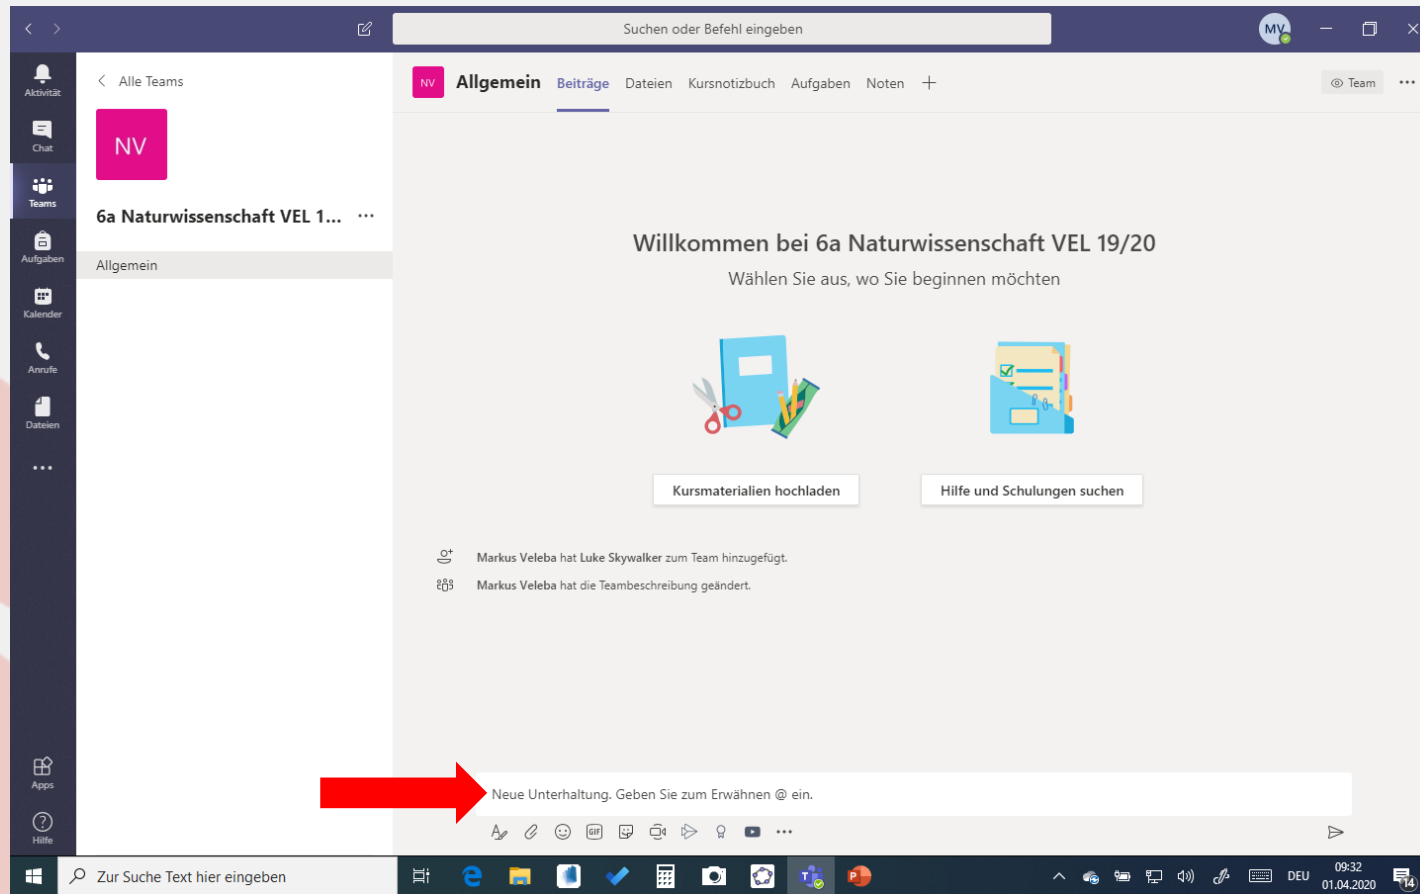 Suchen oder Befehl eingeben
MV
Aktivität
Chat
Teams
Aufgaben
Kalender
Anrufe
Dateien
Apps
Hilfe
Alle Teams
NV
6a Naturwissenschaft VEL 1...
Allgemein
NV Allgemein Beiträge Dateien Kursnotizbuch Aufgaben Noten
Team
Willkommen bei 6a Naturwissenschaft VEL 19/20
Wählen Sie aus, wo Sie beginnen möchten
Kursmaterialien hochladen
Hilfe und Schulungen suchen
Markus Veleba hat Luke Skywalker zum Team hinzugefügt.
Markus Veleba hat die Teambeschreibung geändert.
Neue Unterhaltung. Geben Sie zum Erwähnen @ ein.
GIF
Zur Suche Text hier eingeben
DEU
09:32
01.04.2020
14